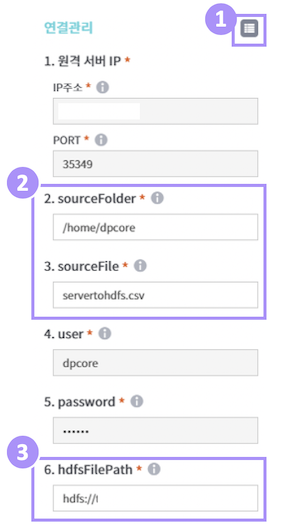 1
연결관리
1. 원격 서버 IP *
IP주소 *
PORT *
35349
2
2. sourceFolder *
/home/dpcore
3. sourceFile *
servertohdfs.csv
4. user *
dpcore
5. password *
••••••
3
6. hdfsFilePath *
hdfs://